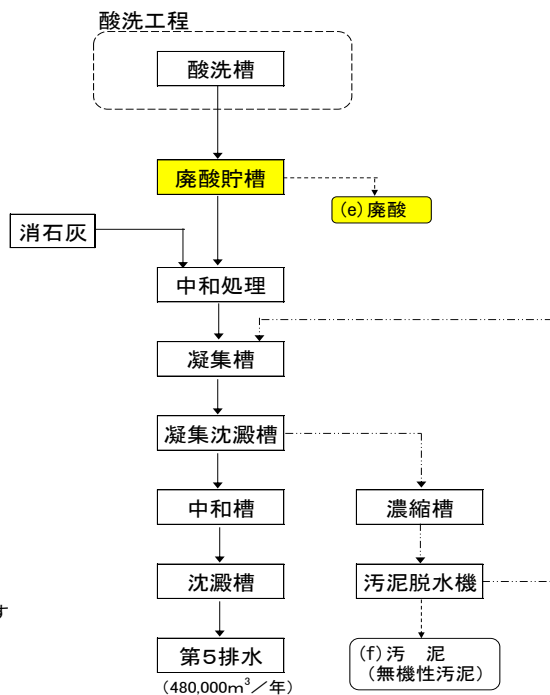 酸洗工程
酸洗槽
廃酸貯槽
(e)廃酸
消石灰
中和処理
凝集槽
凝集沈澱槽
中和槽
濃縮槽
沈澱槽
汚泥脱水機
す
第5排水
(480,000m³/年)
(f)汚 泥
(無機性汚泥)